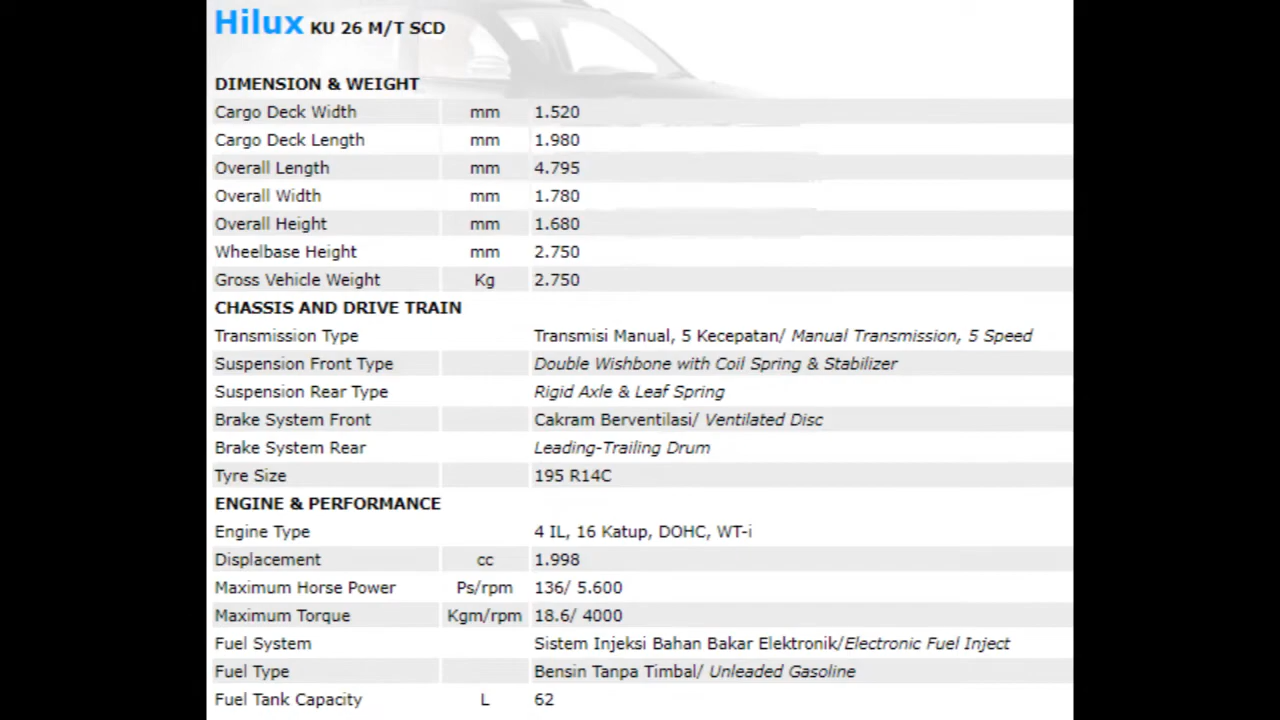 Hilux KU 26 M/T SCD
DIMENSION & WEIGHT
Cargo Deck Width mm 1.520
Cargo Deck Length mm 1.980
Overall Length mm 4.795
Overall Width mm 1.780
Overall Height mm 1.680
Wheelbase Height mm 2.750
Gross Vehicle Weight Kg 2.750
CHASSIS AND DRIVE TRAIN
Transmission Type Transmisi Manual, 5 Kecepatan/ Manual Transmission, 5 Speed
Suspension Front Type Double Wishbone with Coil Spring & Stabilizer
Suspension Rear Type Rigid Axle & Leaf Spring
Brake System Front Cakram Berventilasi/ Ventilated Disc
Brake System Rear Leading-Trailing Drum
Tyre Size 195 R14C
ENGINE & PERFORMANCE
Engine Type 4 IL, 16 Katup, DOHC, WT-i
Displacement cc 1.998
Maximum Horse Power Ps/rpm 136/ 5.600
Maximum Torque Kgm/rpm 18.6/ 4000
Fuel System Sistem Injeksi Bahan Bakar Elektronik/Electronic Fuel Inject
Fuel Type Bensin Tanpa Timbal/ Unleaded Gasoline
Fuel Tank Capacity L 62